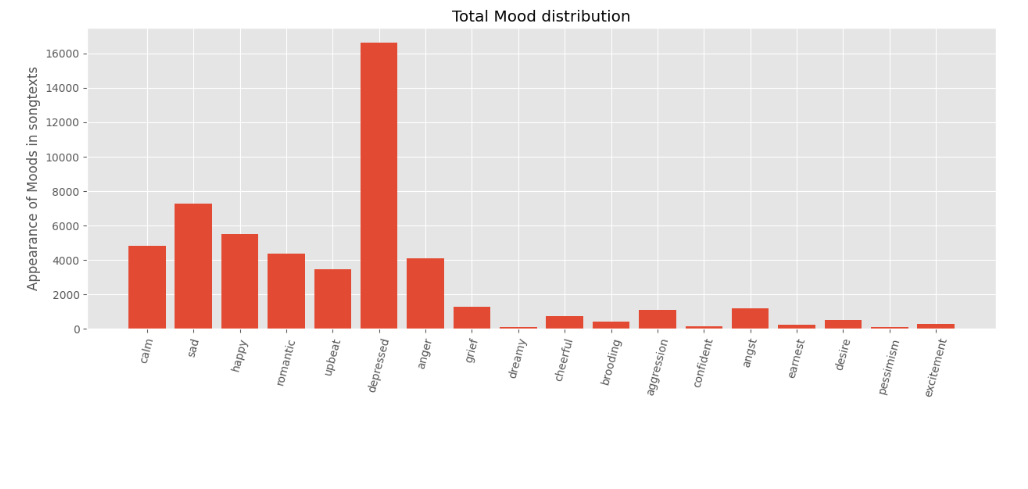 Total Mood distribution
Appearance of Moods in songtexts
16000
14000
12000
10000
8000
6000
4000
2000
0
calm
sad
happy
romantic
upbeat
depressed
anger
grief
dreamy
cheerful
brooding
aggression
confident
angst
earnest
desire
pessimism
excitement